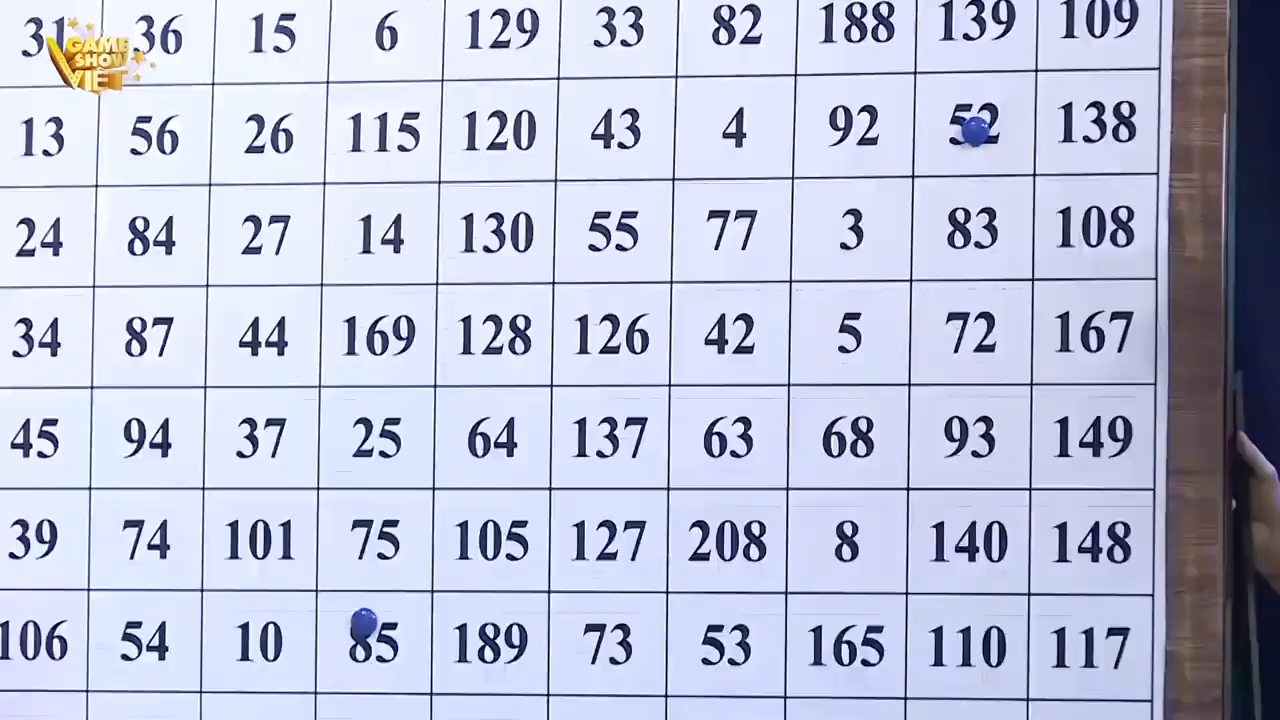 31 36 15 6 129 33 82 188 139 109
GAME
SHOW
VIET
13 56 26 115 120 43 4 92 52 138
24 84 27 14 130 55 77 3 83 108
34 87 44 169 128 126 42 5 72 167
45 94 37 25 64 137 63 68 93 149
39 74 101 75 105 127 208 8 140 148
106 54 10 85 189 73 53 165 110 117